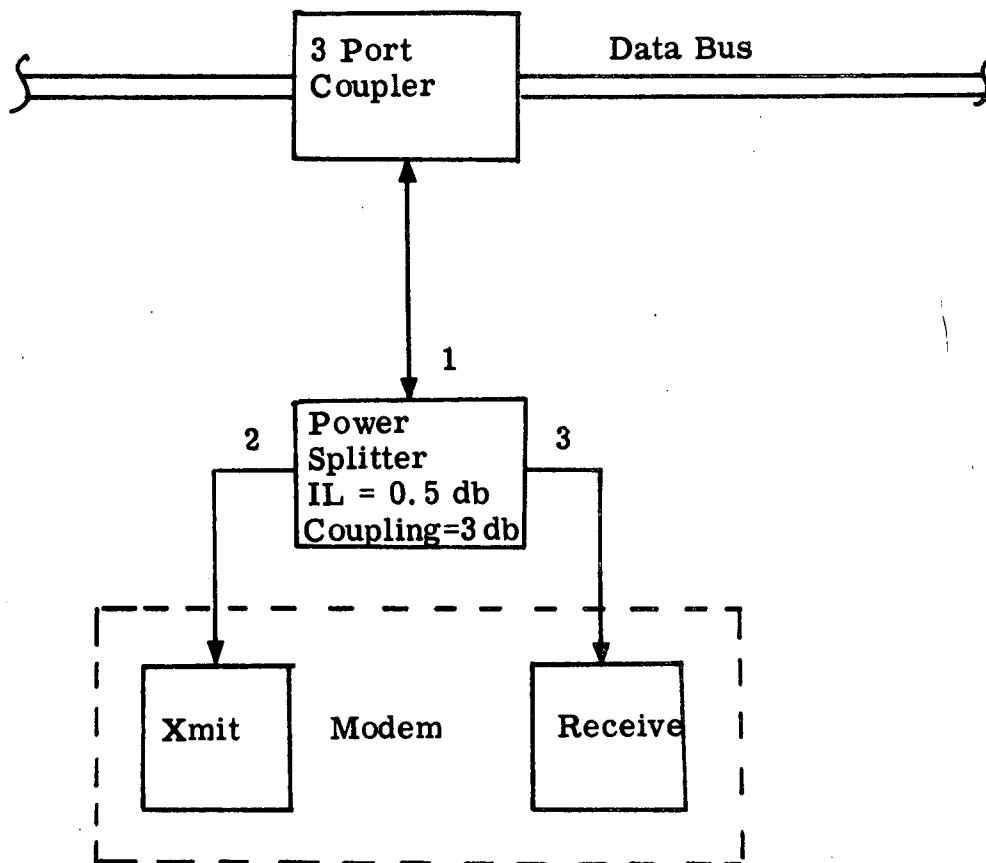 3 Port
Coupler
Data Bus
1
2
Power
Splitter
IL = 0.5 db
Coupling=3 db
3
Xmit
Modem
Receive